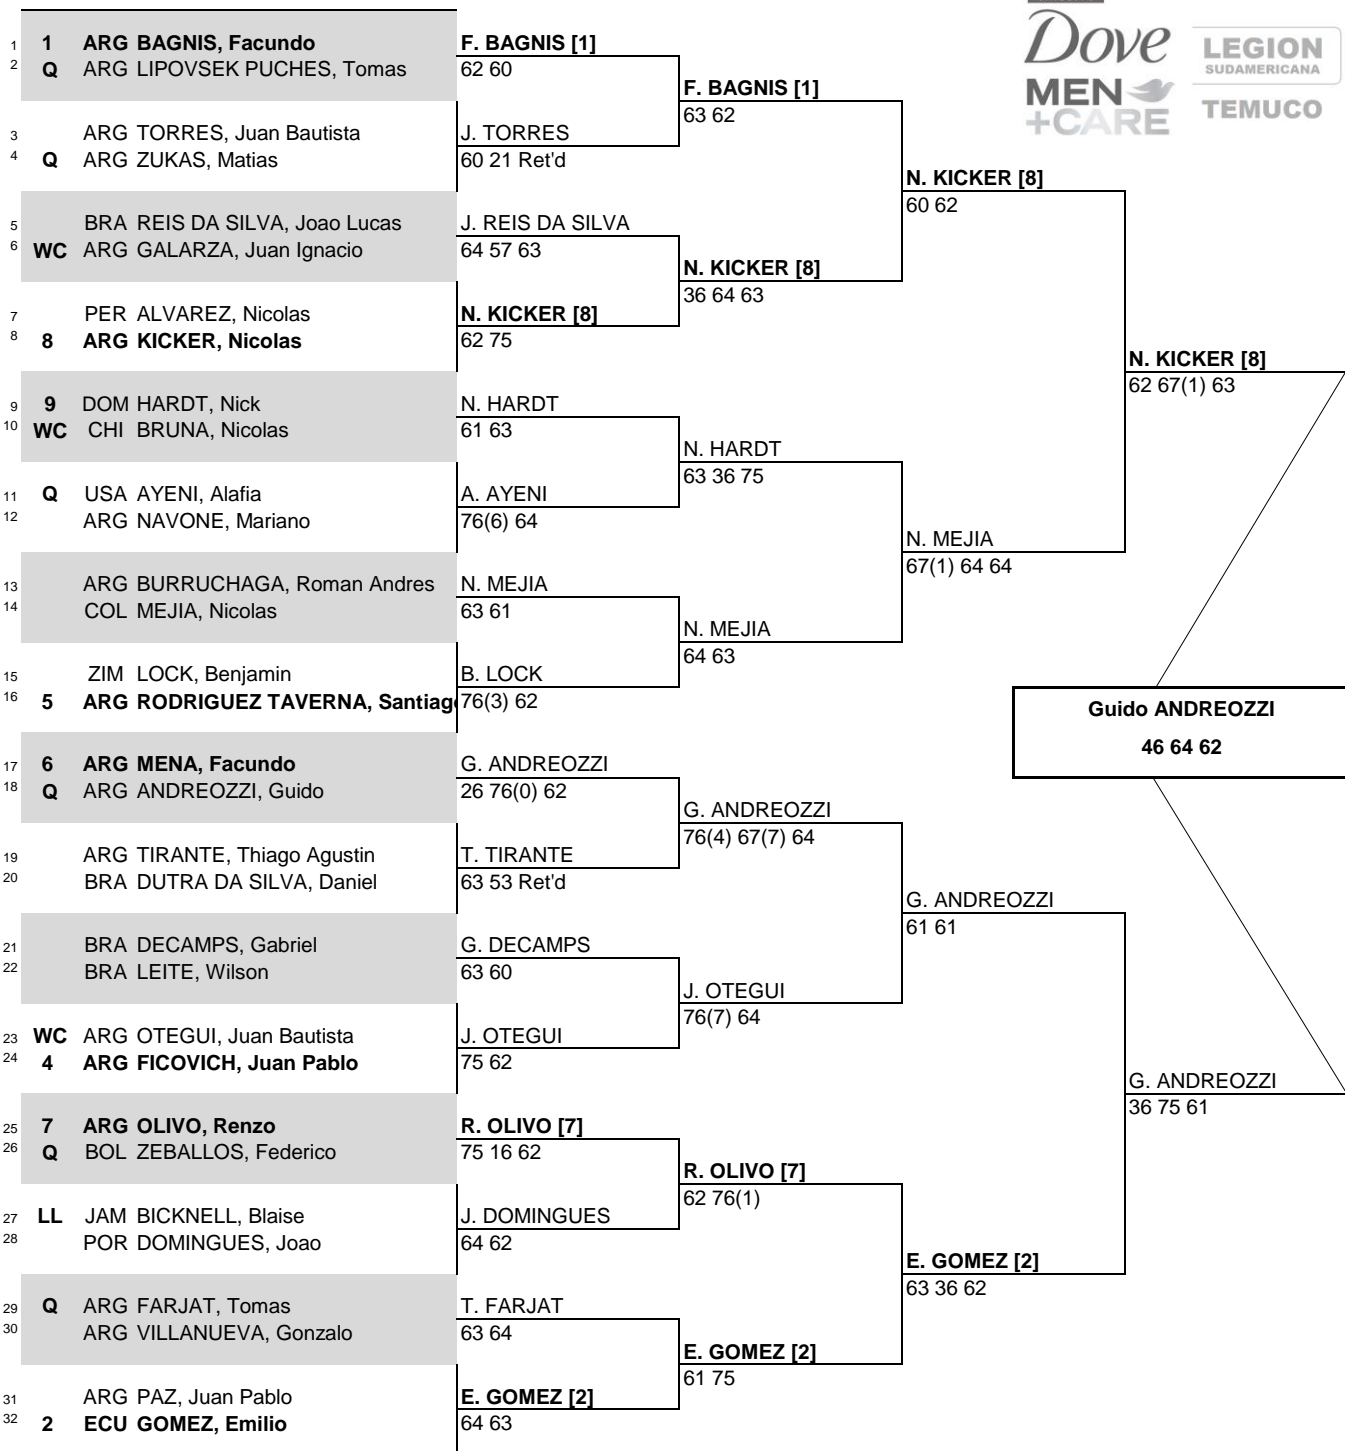 Dove
MEN
+CARE
LEGION
SUDAMERICANA
TEMUCO
1 1 ARG BAGNIS, Facundo
2 Q ARG LIPOVSEK PUCHES, Tomas
3 ARG TORRES, Juan Bautista
4 Q ARG ZUKAS, Matias
5 BRA REIS DA SILVA, Joao Lucas
6 WC ARG GALARZA, Juan Ignacio
7 PER ALVAREZ, Nicolas
8 8 ARG KICKER, Nicolas
9 9 DOM HARDT, Nick
10 WC CHI BRUNA, Nicolas
11 Q USA AYENI, Alafia
12 ARG NAVONE, Mariano
13 ARG BURRUCHAGA, Roman Andres
14 COL MEJIA, Nicolas
15 ZIM LOCK, Benjamin
16 5 ARG RODRIGUEZ TAVERNA, Santiag
17 6 ARG MENA, Facundo
18 Q ARG ANDREOZZI, Guido
19 ARG TIRANTE, Thiago Agustin
20 BRA DUTRA DA SILVA, Daniel
21 BRA DECAMPS, Gabriel
22 BRA LEITE, Wilson
23 WC ARG OTEGUI, Juan Bautista
24 4 ARG FICOVICH, Juan Pablo
25 7 ARG OLIVO, Renzo
26 Q BOL ZEBALLOS, Federico
27 LL JAM BICKNELL, Blaise
28 POR DOMINGUES, Joao
29 Q ARG FARJAT, Tomas
30 ARG VILLANUEVA, Gonzalo
31 ARG PAZ, Juan Pablo
32 2 ECU GOMEZ, Emilio
F. BAGNIS [1]
62 60
J. TORRES
60 21 Ret'd
J. REIS DA SILVA
64 57 63
N. KICKER [8]
62 75
N. HARDT
61 63
A. AYENI
76(6) 64
N. MEJIA
63 61
B. LOCK
76(3) 62
G. ANDREOZZI
26 76(0) 62
T. TIRANTE
63 53 Ret'd
G. DECAMPS
63 60
J. OTEGUI
75 62
R. OLIVO [7]
75 16 62
J. DOMINGUES
64 62
T. FARJAT
63 64
E. GOMEZ [2]
64 63
F. BAGNIS [1]
63 62
N. KICKER [8]
36 64 63
N. HARDT
63 36 75
N. MEJIA
64 63
G. ANDREOZZI
76(4) 67(7) 64
J. OTEGUI
76(7) 64
R. OLIVO [7]
62 76(1)
E. GOMEZ [2]
61 75
N. KICKER [8]
60 62
N. MEJIA
67(1) 64 64
G. ANDREOZZI
61 61
E. GOMEZ [2]
63 36 62
N. KICKER [8]
62 67(1) 63
G. ANDREOZZI
36 75 61
Guido ANDREOZZI
46 64 62